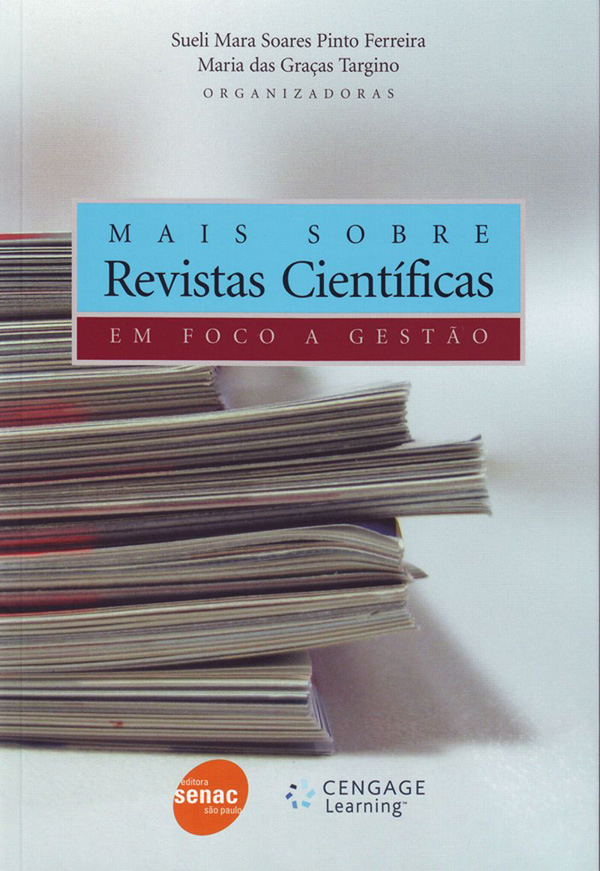 Sueli Mara Soares Pinto Ferreira
Maria das Graças Targino
ORGANIZADORAS
MAIS SOBRE
Revistas Científicas
EM FOCO A GESTÃO
editora
senac
são paulo
CENGAGE
Learning™